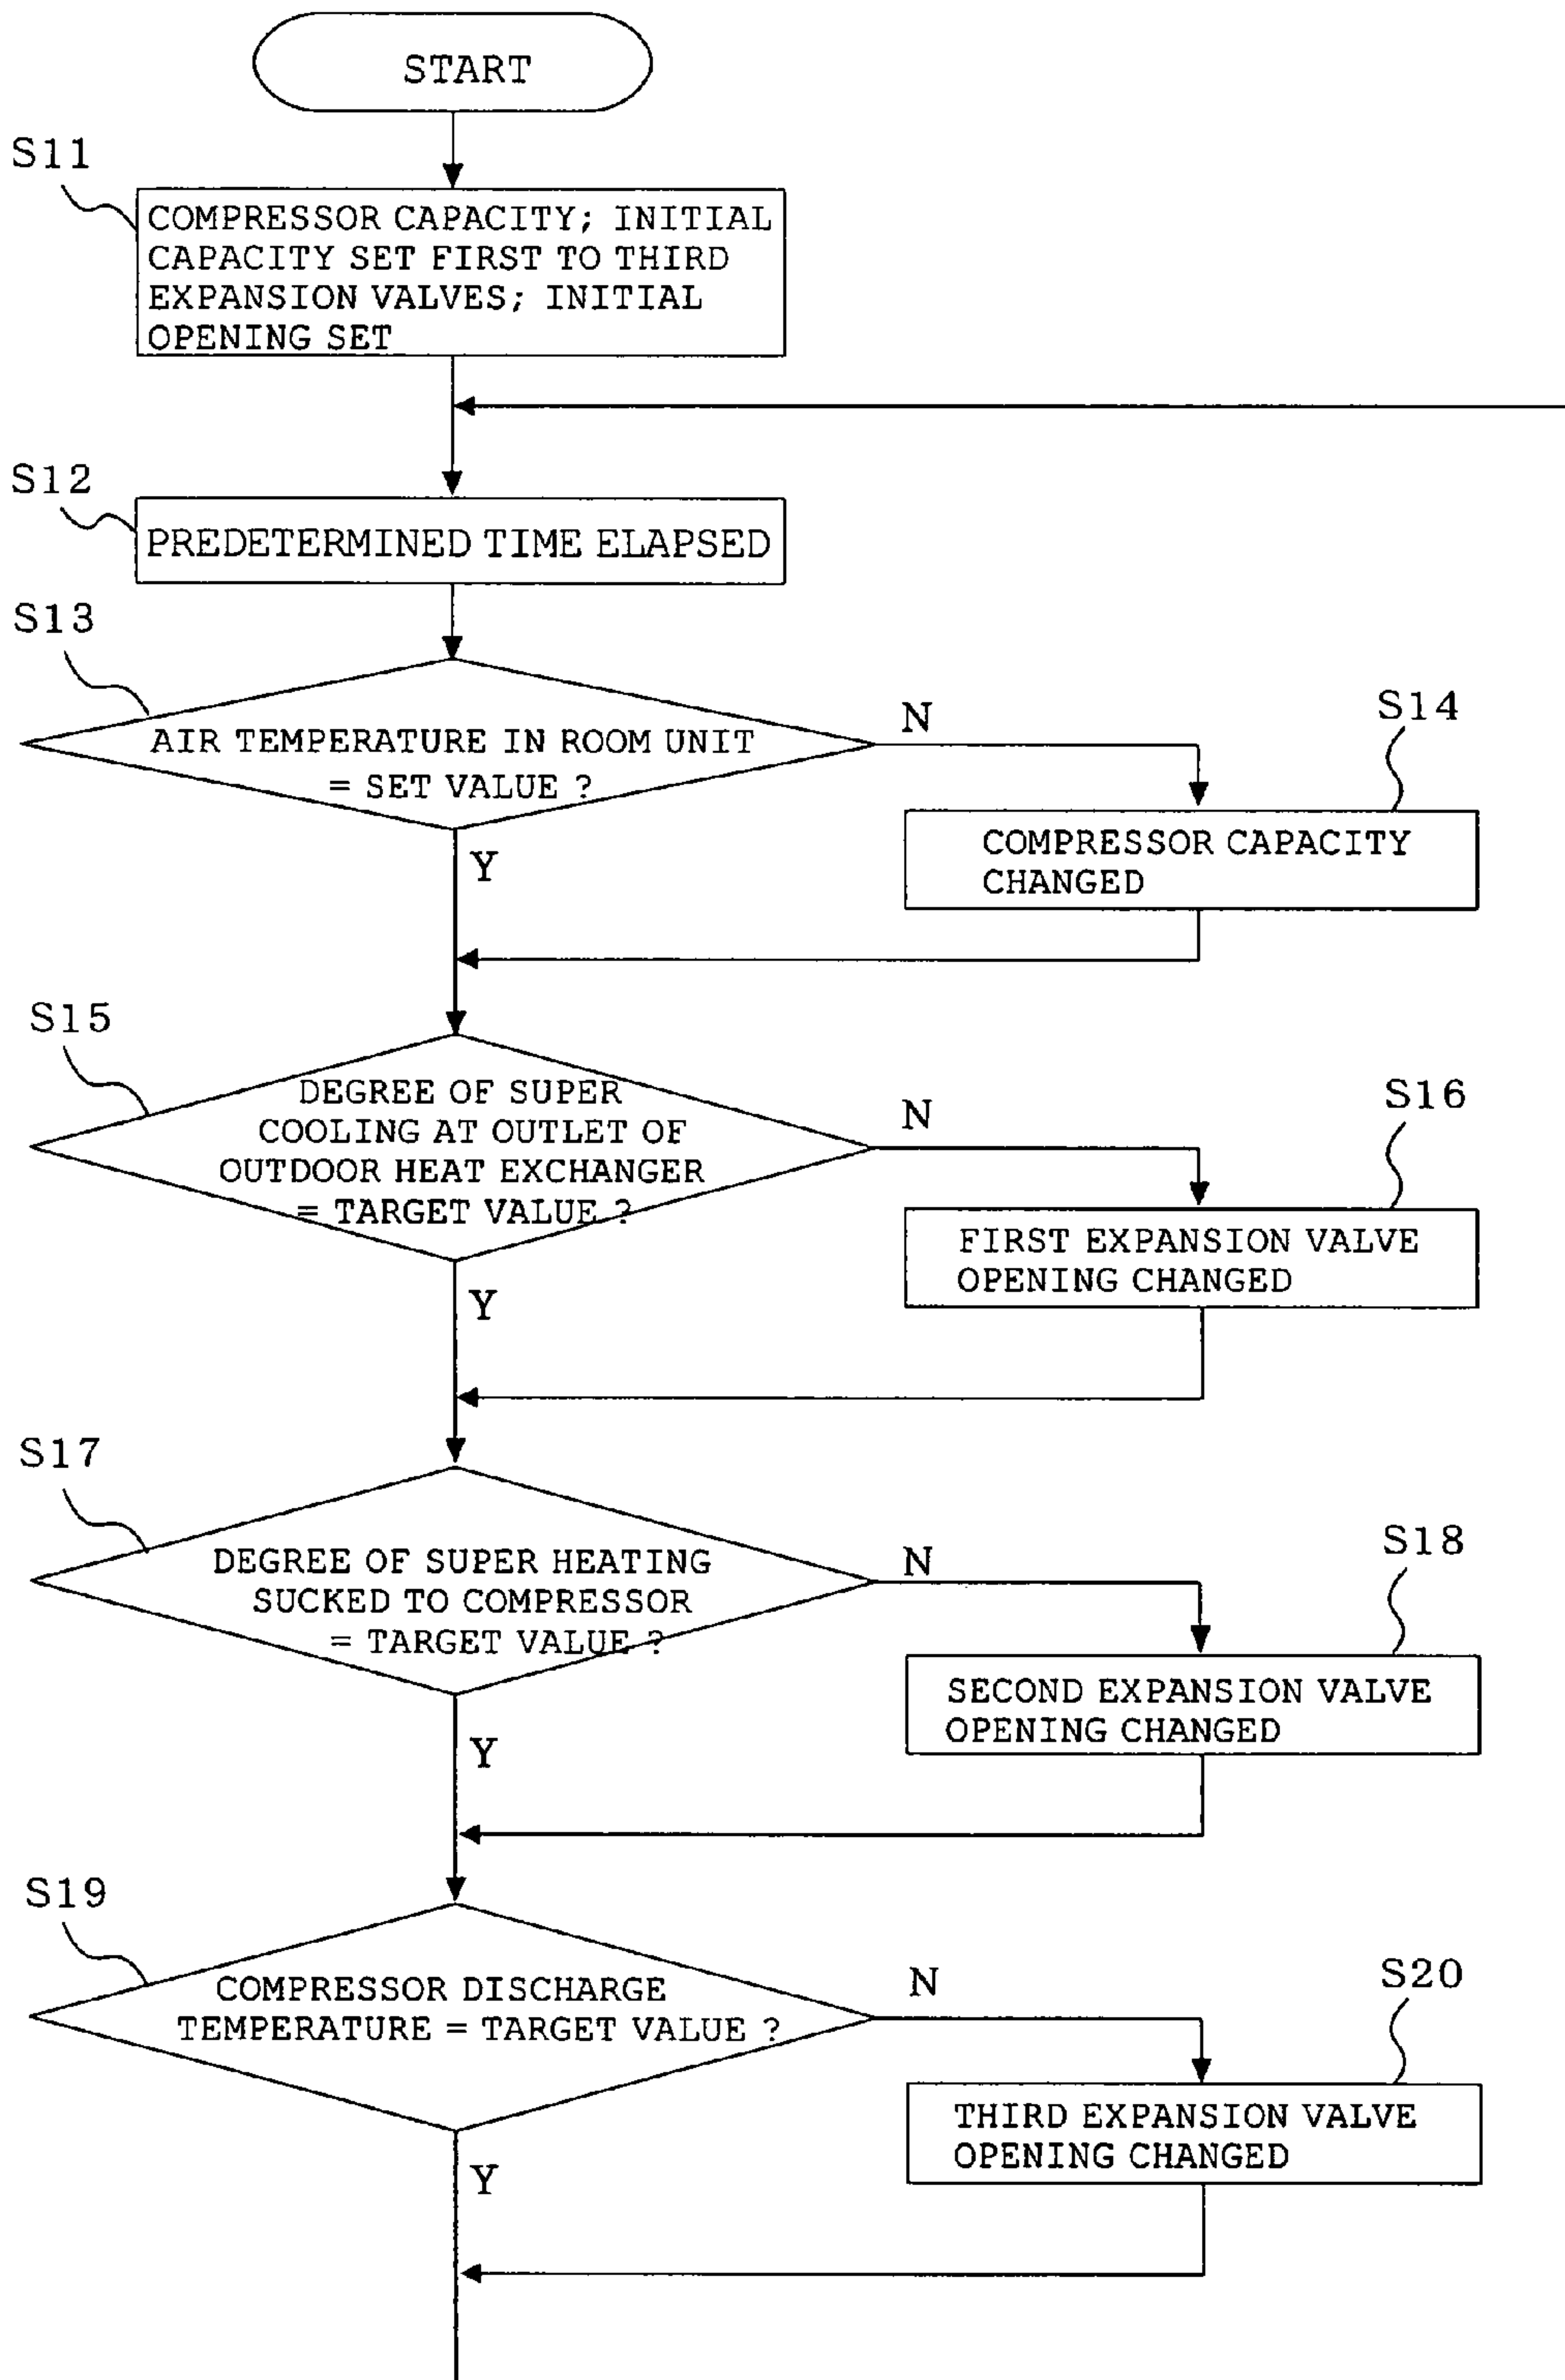 START
S11
COMPRESSOR CAPACITY; INITIAL
CAPACITY SET FIRST TO THIRD
EXPANSION VALVES; INITIAL
OPENING SET
S12
PREDETERMINED TIME ELAPSED
S13
AIR TEMPERATURE IN ROOM UNIT
= SET VALUE ?
N
Y
S14
COMPRESSOR CAPACITY
CHANGED
S15
DEGREE OF SUPER
COOLING AT OUTLET OF
OUTDOOR HEAT EXCHANGER
= TARGET VALUE ?
N
Y
S16
FIRST EXPANSION VALVE
OPENING CHANGED
S17
DEGREE OF SUPER HEATING
SUCKED TO COMPRESSOR
= TARGET VALUE ?
N
Y
S18
SECOND EXPANSION VALVE
OPENING CHANGED
S19
COMPRESSOR DISCHARGE
TEMPERATURE = TARGET VALUE ?
N
Y
S20
THIRD EXPANSION VALVE
OPENING CHANGED